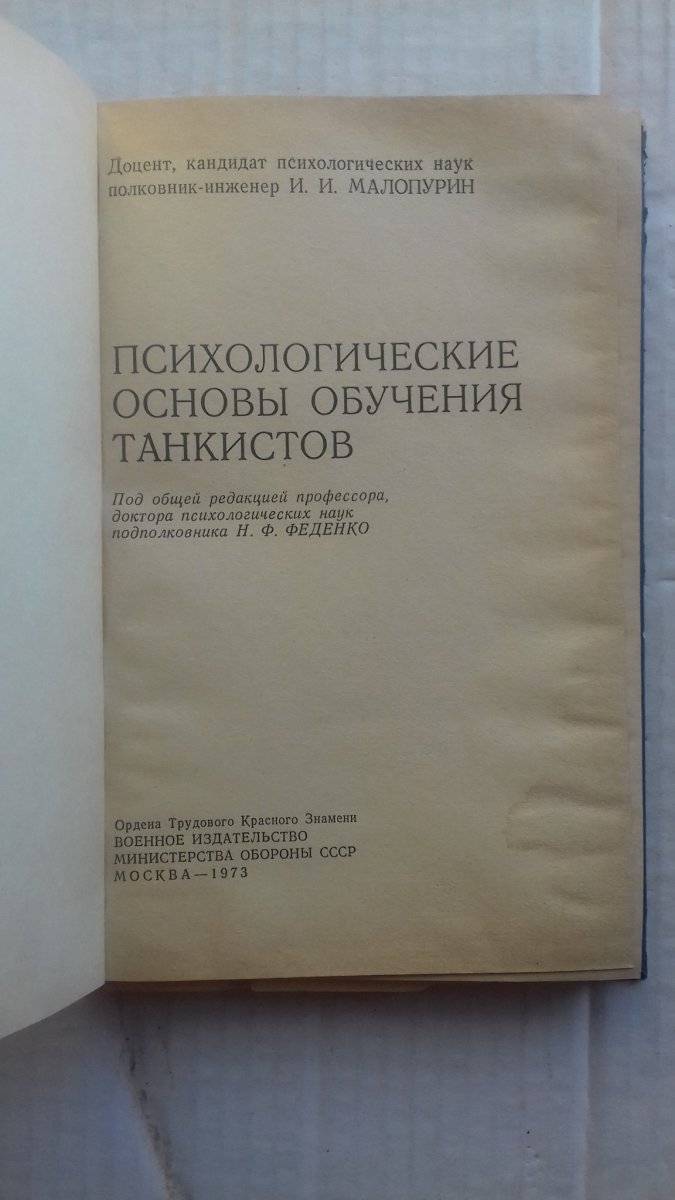 Доцент, кандидат психологических наук
полковник-инженер И. И. МАЛОПУРИН
ПСИХОЛОГИЧЕСКИЕ
ОСНОВЫ ОБУЧЕНИЯ
ТАНКИСТОВ
Под общей редакцией профессора,
доктора психологических наук
подполковника Н. Ф. ФЕДЕНКО
Ордена Трудового Красного Знамени
ВОЕННОЕ ИЗДАТЕЛЬСТВО
МИНИСТЕРСТВА ОБОРОНЫ СССР
МОСКВА—1973